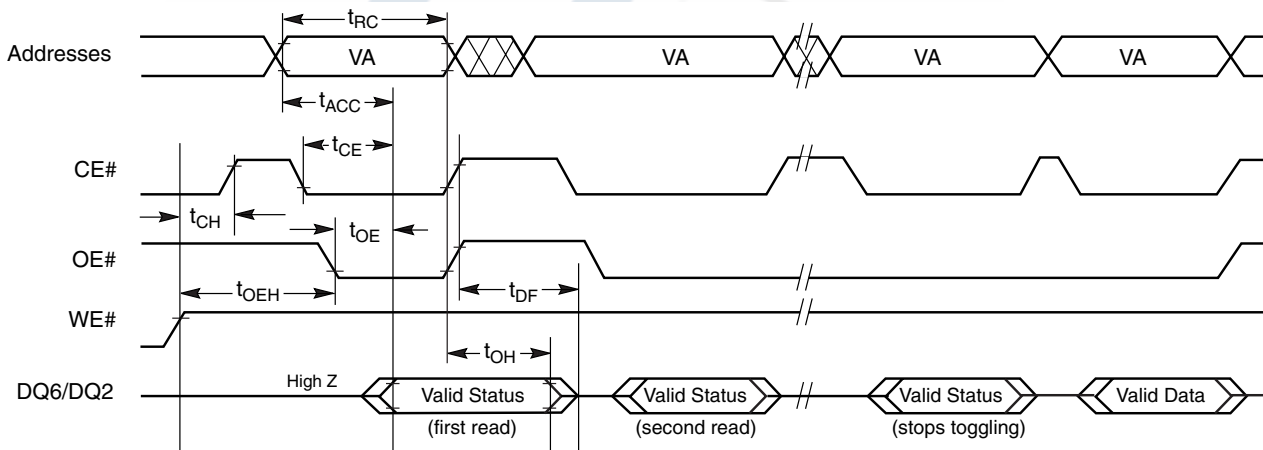 tRC
Addresses VA VA VA VA
tACC
tCE
CE#
tCH tOE
OE#
tOEH tDF
WE#
tOH
DQ6/DQ2 High Z Valid Status Valid Status Valid Status Valid Data
(first read) (second read) (stops toggling)